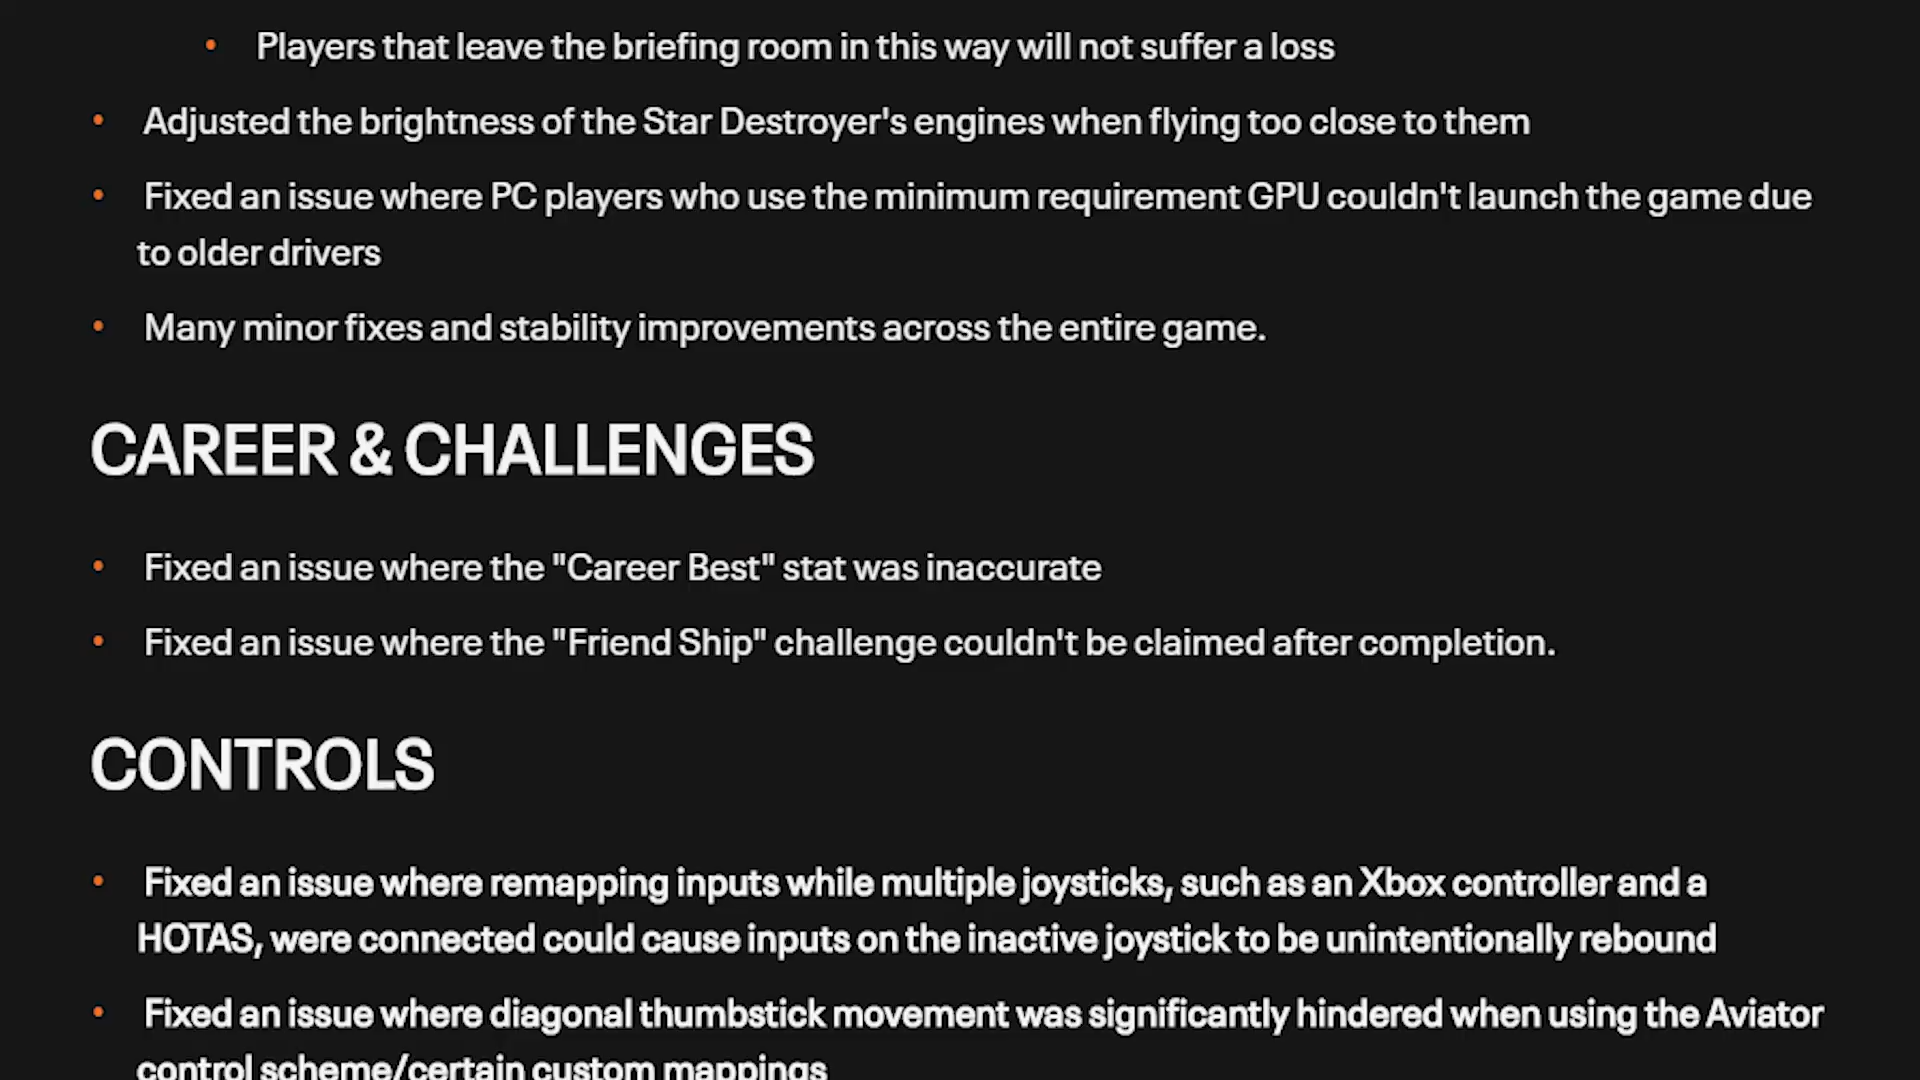 Players that leave the briefing room in this way will not suffer a loss
Adjusted the brightness of the Star Destroyer's engines when flying too close to them
Fixed an issue where PC players who use the minimum requirement GPU couldn't launch the game due
to older drivers
Many minor fixes and stability improvements across the entire game.
CAREER & CHALLENGES
Fixed an issue where the "Career Best" stat was inaccurate
Fixed an issue where the "Friend Ship" challenge couldn't be claimed after completion.
CONTROLS
Fixed an issue where remapping inputs while multiple joysticks, such as an Xbox controller and a
HOTAS, were connected could cause inputs on the inactive joystick to be unintentionally rebound
Fixed an issue where diagonal thumbstick movement was significantly hindered when using the Aviator
control scheme/certain custom mappings